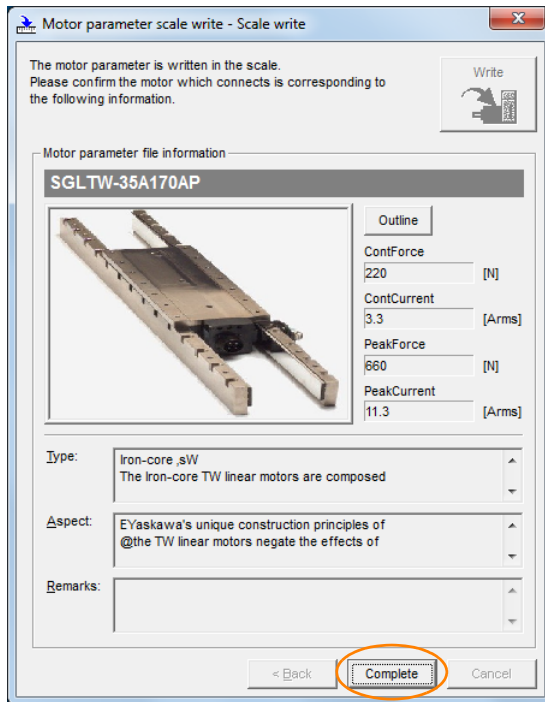 Motor parameter scale write - Scale write
The motor parameter is written in the scale.
Please confirm the motor which connects is corresponding to
the following information.
Write
Motor parameter file information
SGLTW-35A170AP
Outline
ContForce
220 [N]
ContCurrent
3.3 [Arms]
PeakForce
660 [N]
PeakCurrent
11.3 [Arms]
Type:
Iron-core ,sW
The Iron-core TW linear motors are composed
Aspect:
EYaskawa's unique construction principles of
@the TW linear motors negate the effects of
Remarks:
< Back
Complete
Cancel